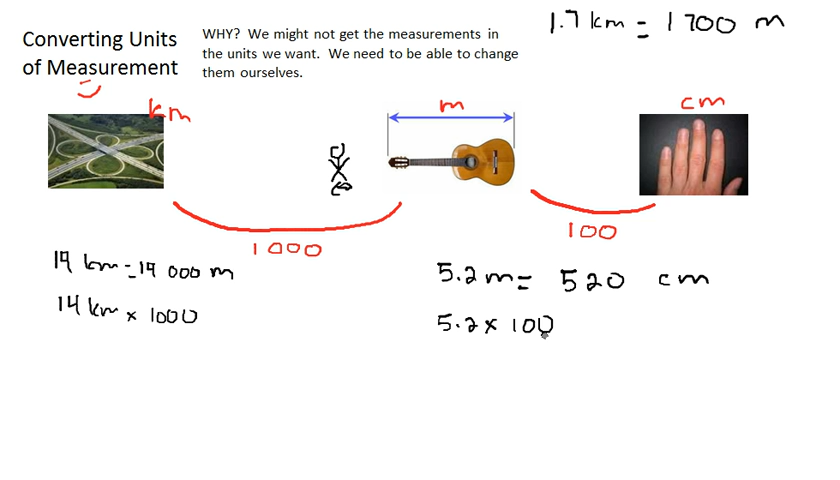 Converting Units
of Measurement
WHY? We might not get the measurements in
the units we want. We need to be able to change
them ourselves.
1.7 km = 1700 m
km
m
cm
1000
100
14 km = 14 000 m
14 km x 1000
5.2 m = 520 cm
5.2 x 100